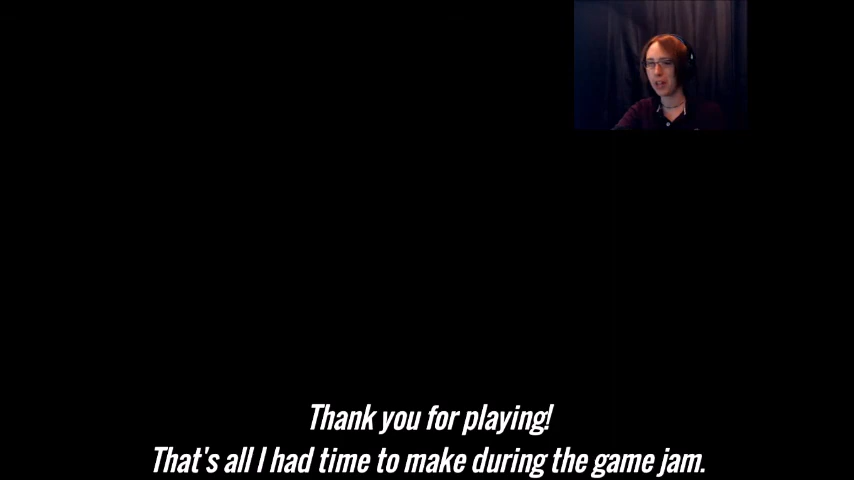 Thank you for playing!
That's all I had time to make during the game jam.